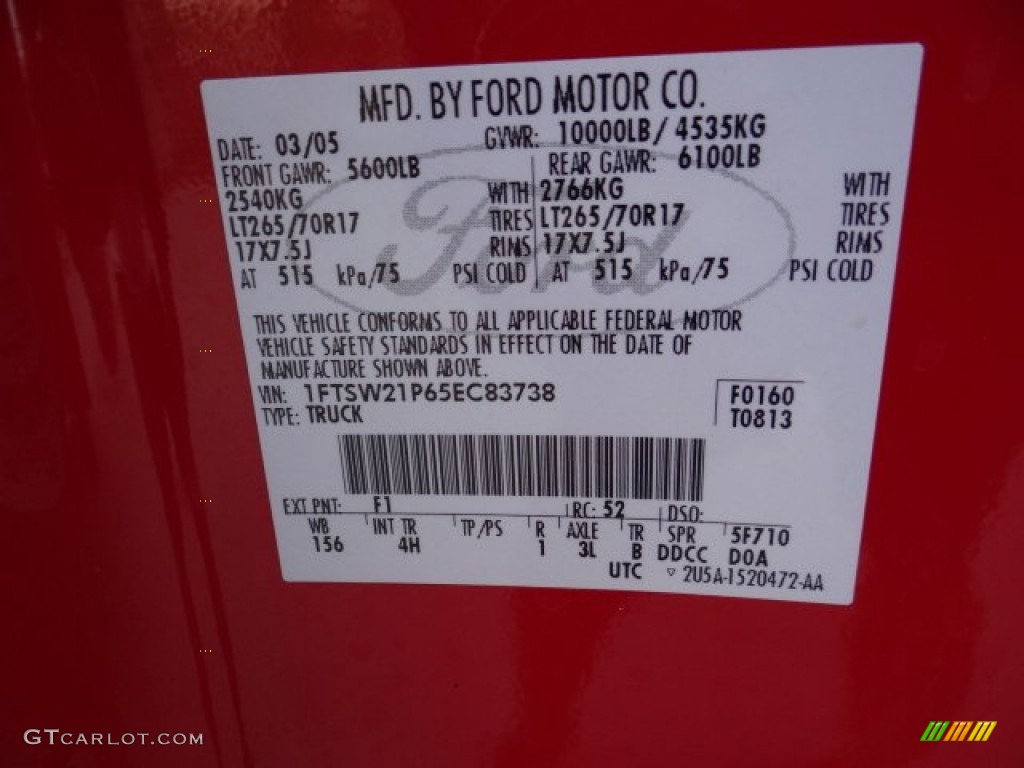 MFD. BY FORD MOTOR CO.
DATE: 03/05 GVWR: 10000LB/ 4535KG
FRONT GAWR: 5600LB REAR GAWR: 6100LB
2540KG WITH 2766KG WITH
LT265/70R17 TIRES LT265/70R17 TIRES
17X7.5J RIMS 17X7.5J RIMS
AT 515 kPa/75 PSI COLD AT 515 kPa/75 PSI COLD
Ford
THIS VEHICLE CONFORMS TO ALL APPLICABLE FEDERAL MOTOR
VEHICLE SAFETY STANDARDS IN EFFECT ON THE DATE OF
MANUFACTURE SHOWN ABOVE.
VIN: 1FTSW21P65EC83738 F0160
TYPE: TRUCK T0813
EXT PNT: F1 RC: 52 DSO:
WB INT TR TP/PS R AXLE TR SPR 5F710
156 4H 1 3L B DDCC D0A
UTC ▽ 2U5A-1520472-AA
GTCARLOT.COM